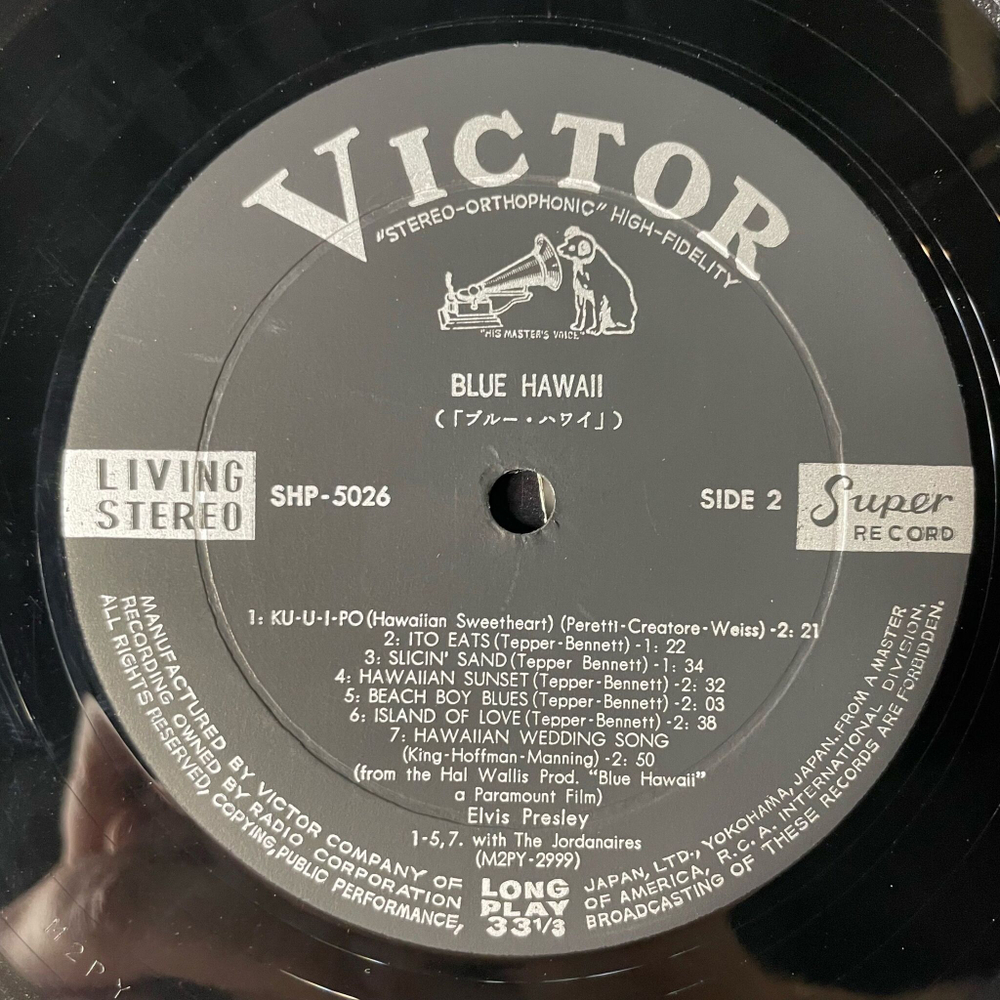 VICTOR
"STEREO-ORTHOPHONIC" HIGH-FIDELITY
"HIS MASTER'S VOICE"
BLUE HAWAII
(「ブルー・ハワイ」)
LIVING
STEREO
SHP-5026
SIDE 2
Super
RECORD
1: KU-U-I-PO (Hawaiian Sweetheart) (Peretti-Creatore-Weiss) -2: 21
2: ITO EATS (Tepper-Bennett) -1: 22
3: SLICIN' SAND (Tepper Bennett) -1: 34
4: HAWAIIAN SUNSET (Tepper-Bennett) -2: 32
5: BEACH BOY BLUES (Tepper-Bennett) -2: 03
6: ISLAND OF LOVE (Tepper-Bennett) -2: 38
7: HAWAIIAN WEDDING SONG
(King-Hoffman-Manning) -2: 50
(from the Hal Wallis Prod. "Blue Hawaii"
a Paramount Film)
Elvis Presley
1-5,7. with The Jordanaires
(M2PY-2999)
LONG
PLAY
33 1/3
MANUFACTURED BY VICTOR COMPANY OF JAPAN, LTD., YOKOHAMA, JAPAN, FROM A MASTER
RECORDING OWNED BY RADIO CORPORATION OF AMERICA, R.C.A. INTERNATIONAL DIVISION.
ALL RIGHTS RESERVED, COPYING, PUBLIC PERFORMANCE, BROADCASTING OF THESE RECORDS ARE FORBIDDEN.
M2PY